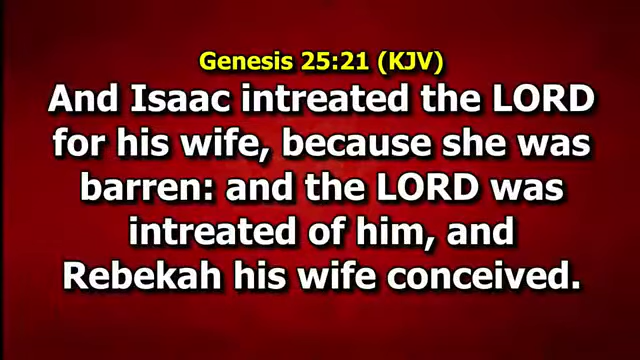 Genesis 25:21 (KJV)
And Isaac intreated the LORD
for his wife, because she was
barren: and the LORD was
intreated of him, and
Rebekah his wife conceived.